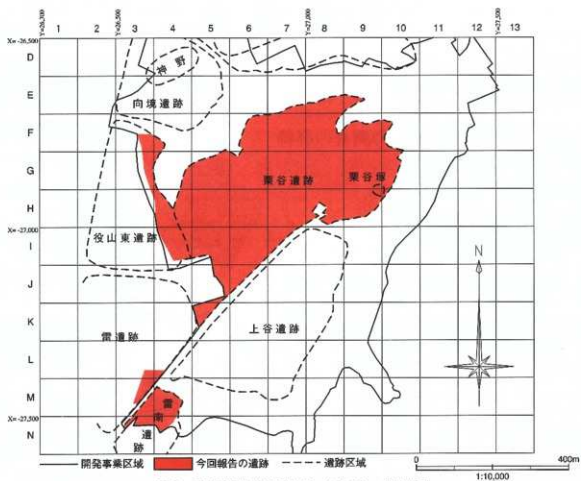 Y=26,700
Y=26,500
Y=27,000
Y=27,500
X= -26,500
1 2 3 4 5 6 7 8 9 10 12 13
D
神野
向境遺跡
E
F
G
栗谷遺跡
栗谷塚
H
X=-27,000
役山東遺跡
I
N
J
K
上谷遺跡
雷遺跡
L
M
雷南遺跡
X=-27,500
N
開発事業区域
今回報告の遺跡
遺跡区域
0
400m
1:10,000